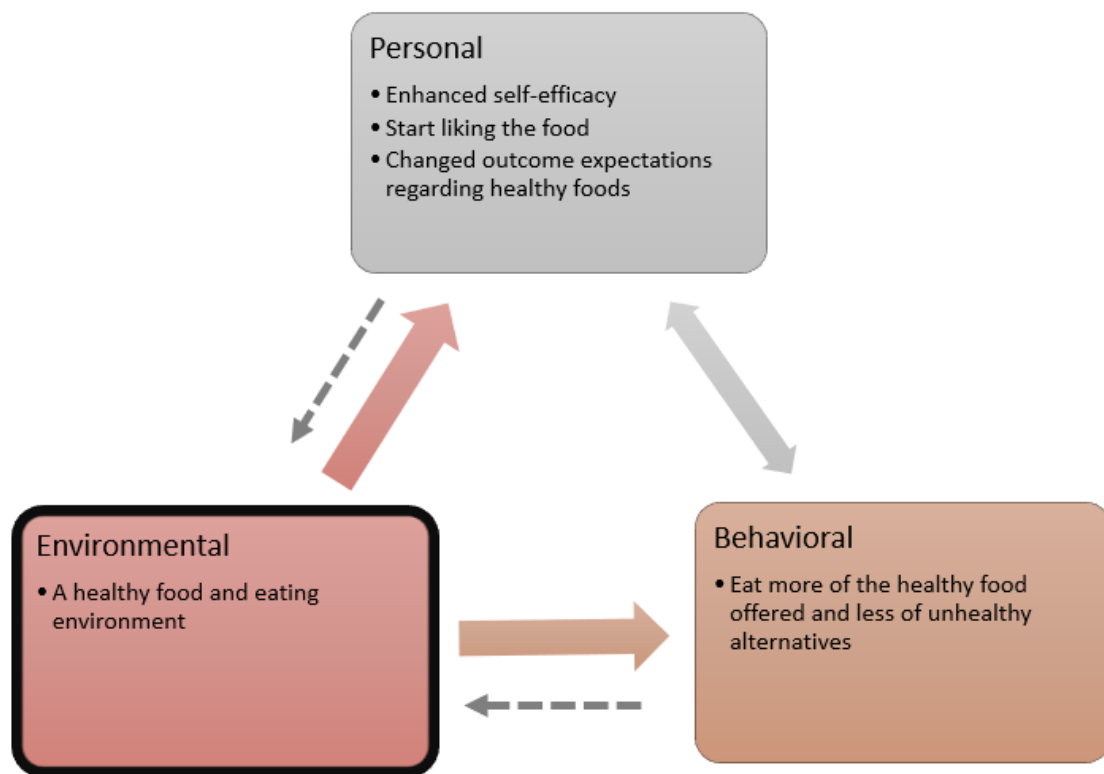 Personal
• Enhanced self-efficacy
• Start liking the food
• Changed outcome expectations
regarding healthy foods
Environmental
• A healthy food and eating
environment
Behavioral
• Eat more of the healthy food
offered and less of unhealthy
alternatives